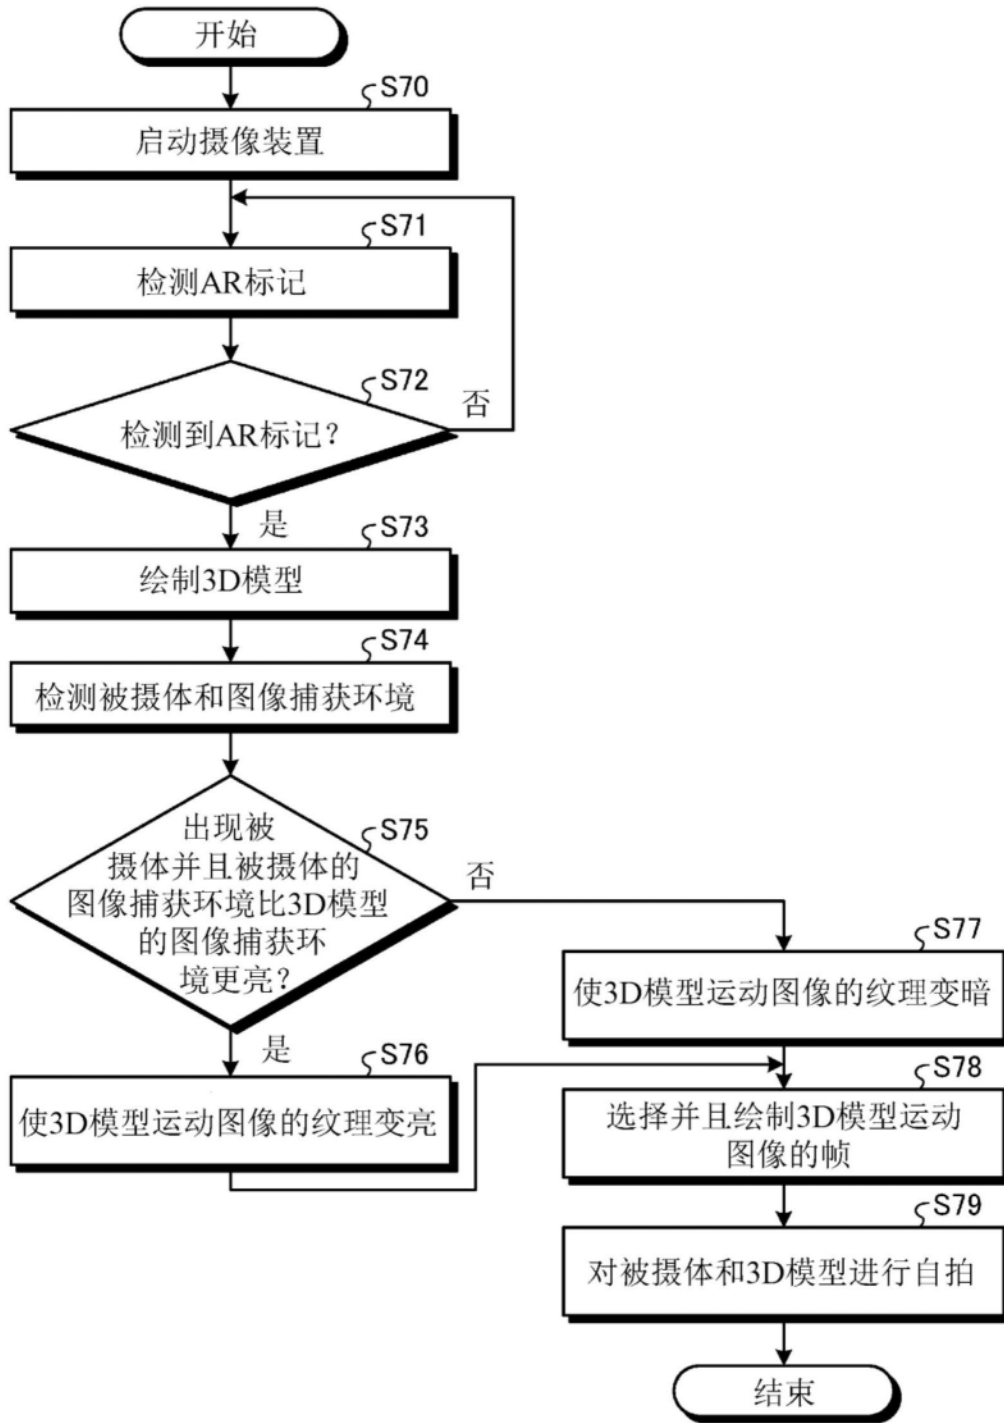 开始
S70
启动摄像装置
S71
检测AR标记
S72
否
检测到AR标记？
是
S73
绘制3D模型
S74
检测被摄体和图像捕获环境
S75
出现被
摄体并且被摄体的
图像捕获环境比3D模型
的图像捕获环
境更亮？
否
是
S76
使3D模型运动图像的纹理变亮
S77
使3D模型运动图像的纹理变暗
S78
选择并且绘制3D模型运动
图像的帧
S79
对被摄体和3D模型进行自拍
结束